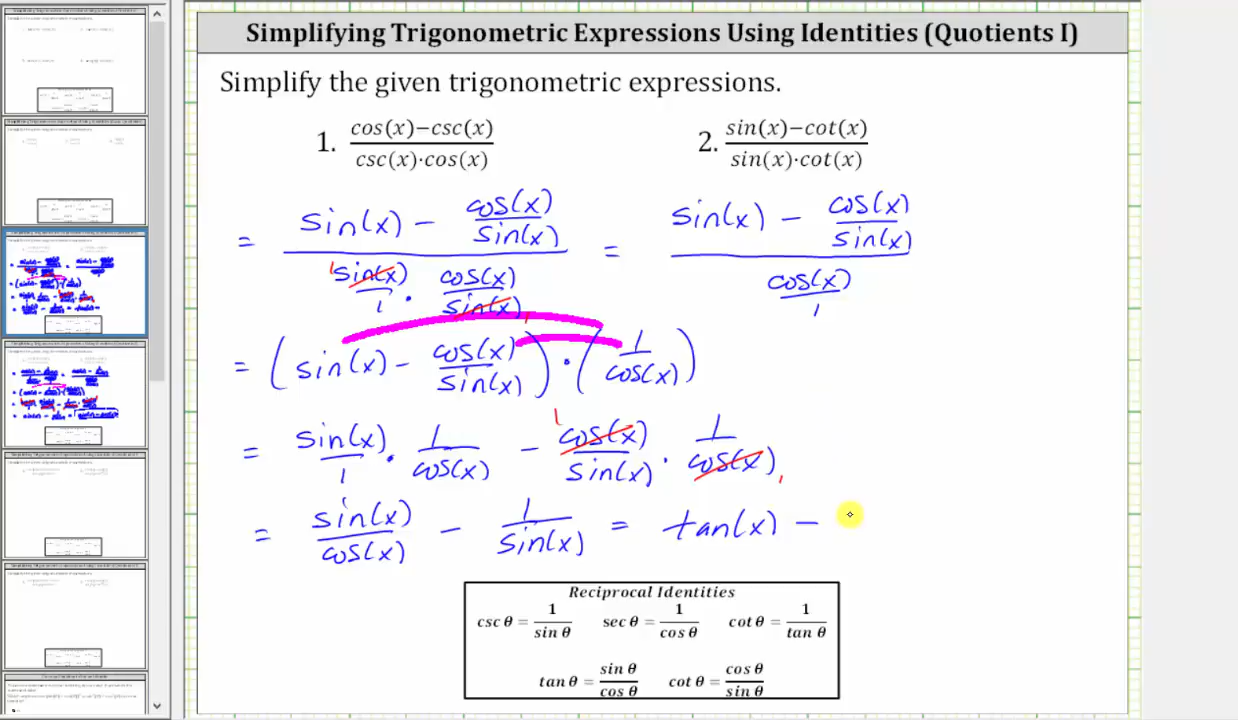 Simplifying Trigonometric Expressions Using Identities (Quotients I)
Simplify the given trigonometric expressions.
1. cos(x)−csc(x) / csc(x)·cos(x)
2. sin(x)−cot(x) / sin(x)·cot(x)
= sin(x) − cos(x)/sin(x) / sin(x)/1 · cos(x)/sin(x) = sin(x) − cos(x)/sin(x) / cos(x)/1
= (sin(x) − cos(x)/sin(x)) · (1/cos(x))
= sin(x)/1 · 1/cos(x) − cos(x)/sin(x) · 1/cos(x)
= sin(x)/cos(x) − 1/sin(x) = tan(x) −
Reciprocal Identities
csc θ = 1/sin θ sec θ = 1/cos θ cot θ = 1/tan θ
tan θ = sin θ/cos θ cot θ = cos θ/sin θ